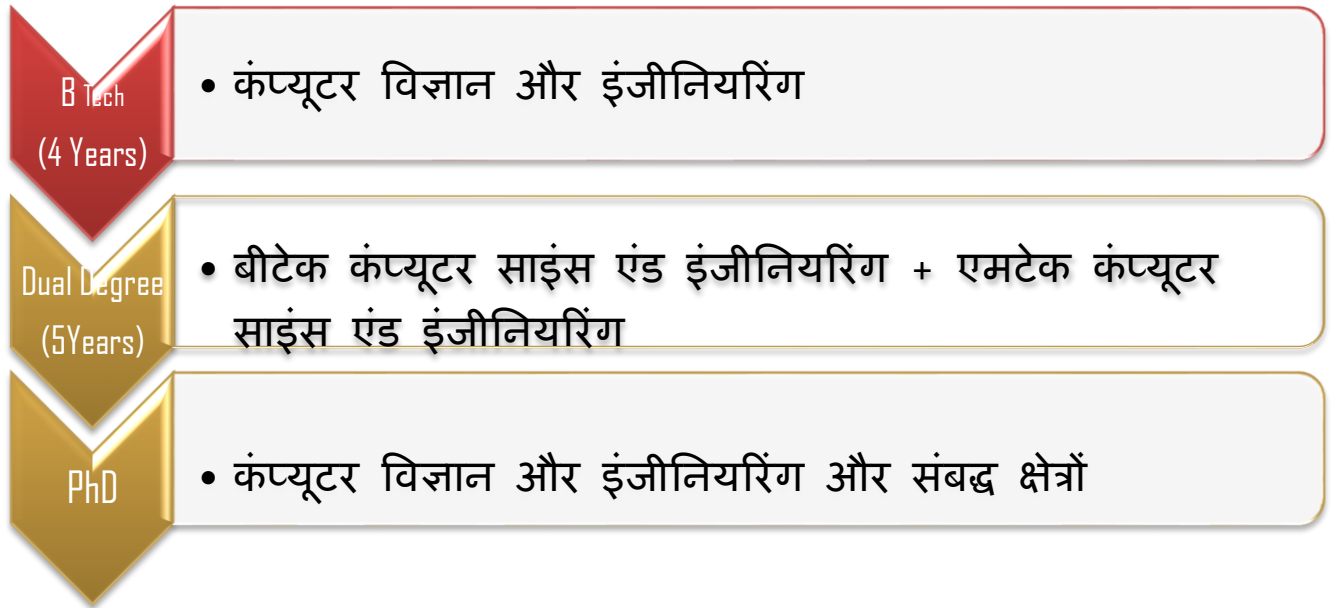 B Tech
(4 Years)
• कंप्यूटर विज्ञान और इंजीनियरिंग
Dual Degree
(5Years)
• बीटेक कंप्यूटर साइंस एंड इंजीनियरिंग + एमटेक कंप्यूटर
साइंस एंड इंजीनियरिंग
PhD
• कंप्यूटर विज्ञान और इंजीनियरिंग और संबद्ध क्षेत्रों